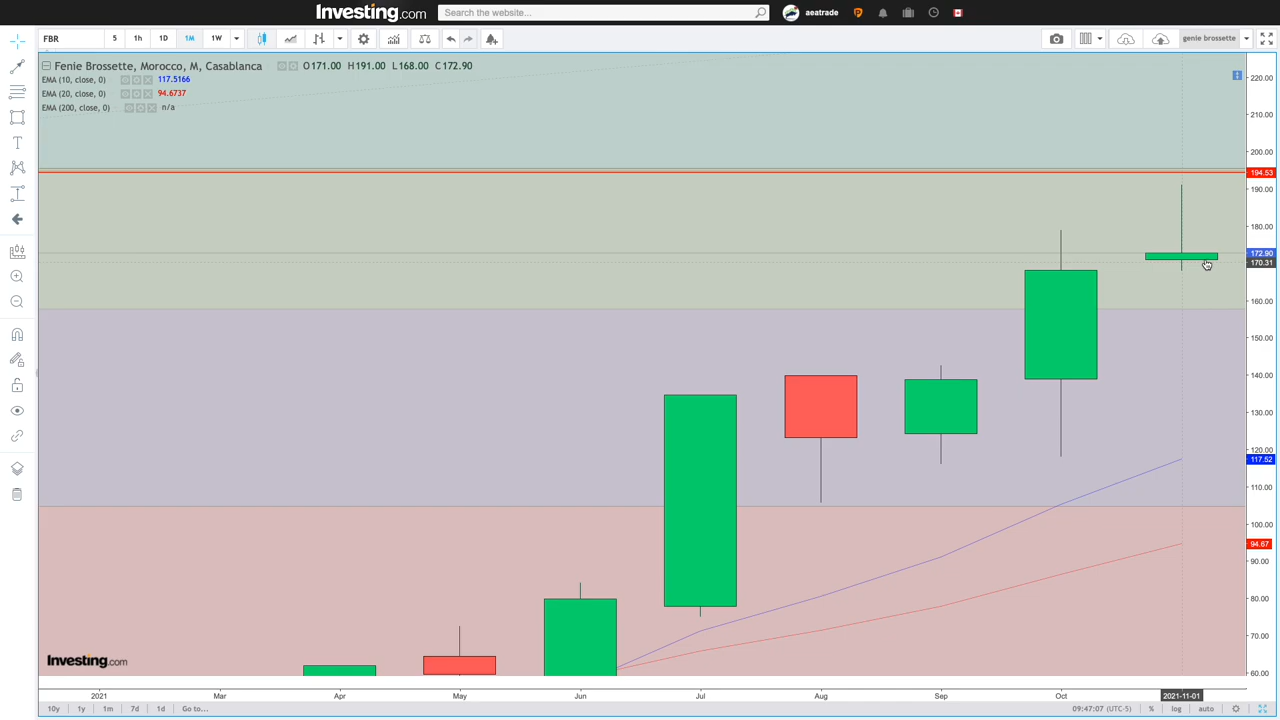 Investing.com Search the website... aeatrade
FBR 5 1h 1D 1M 1W genie brossette
Fenie Brossette, Morocco, M, Casablanca O171.00 H191.00 L168.00 C172.90
EMA (10, close, 0) 117.5166
EMA (20, close, 0) 94.6737
EMA (200, close, 0) n/a
220.00
210.00
200.00
194.53
190.00
180.00
172.90
170.31
160.00
150.00
140.00
130.00
120.00
117.52
110.00
100.00
94.67
90.00
80.00
70.00
60.00
Investing.com
2021 Mar Apr May Jun Jul Aug Sep Oct 2021-11-01
10y 1y 1m 7d 1d Go to... 09:47:07 (UTC-5) % log auto